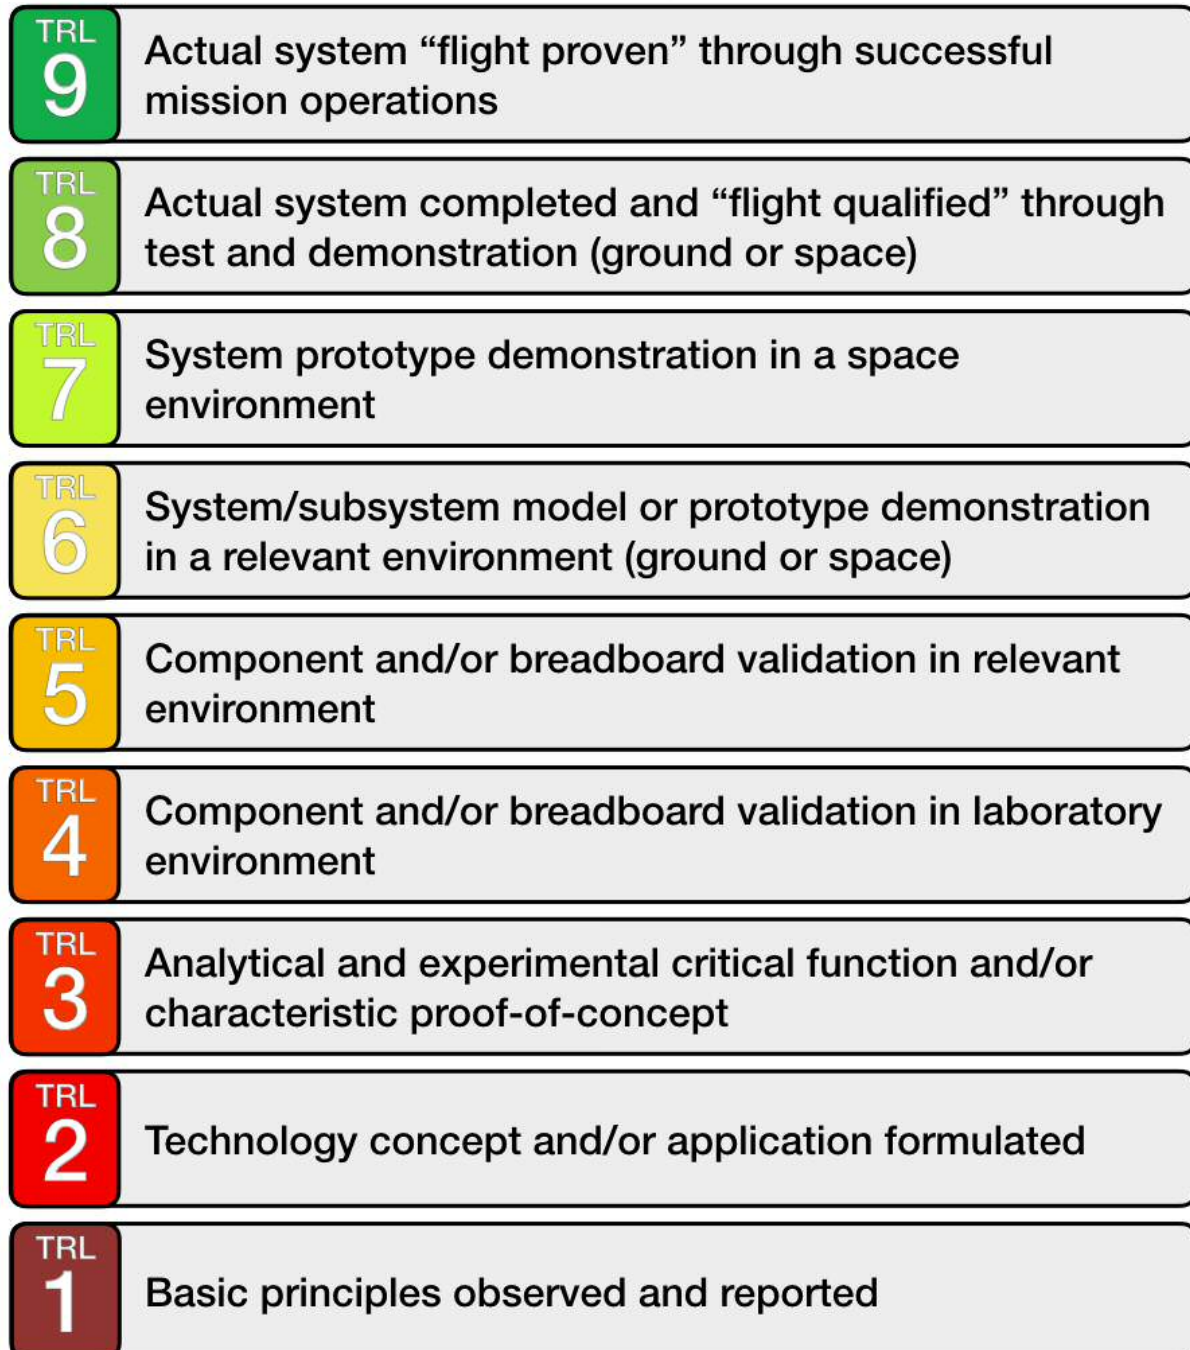 TRL
9
Actual system “flight proven” through successful
mission operations
TRL
8
Actual system completed and “flight qualified” through
test and demonstration (ground or space)
TRL
7
System prototype demonstration in a space
environment
TRL
6
System/subsystem model or prototype demonstration
in a relevant environment (ground or space)
TRL
5
Component and/or breadboard validation in relevant
environment
TRL
4
Component and/or breadboard validation in laboratory
environment
TRL
3
Analytical and experimental critical function and/or
characteristic proof-of-concept
TRL
2
Technology concept and/or application formulated
TRL
1
Basic principles observed and reported